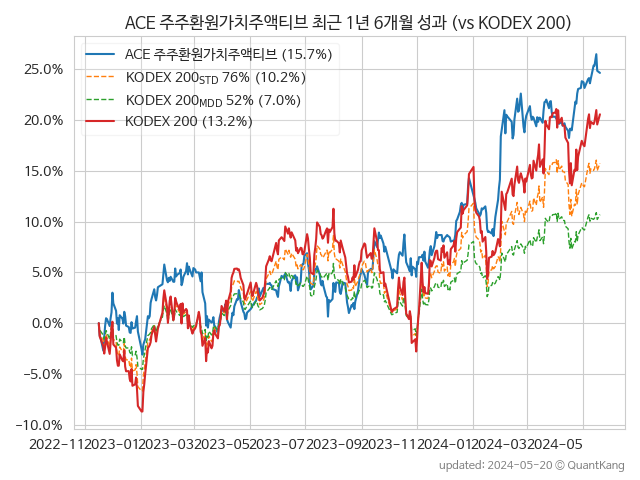 ACE 주주환원가치주액티브 최근 1년 6개월 성과 (vs KODEX 200)
ACE 주주환원가치주액티브 (15.7%)
KODEX 200STD 76% (10.2%)
KODEX 200MDD 52% (7.0%)
KODEX 200 (13.2%)
25.0%
20.0%
15.0%
10.0%
5.0%
0.0%
−5.0%
−10.0%
2022-11 2023-01 2023-03 2023-05 2023-07 2023-09 2023-11 2024-01 2024-03 2024-05
updated: 2024-05-20 © QuantKang